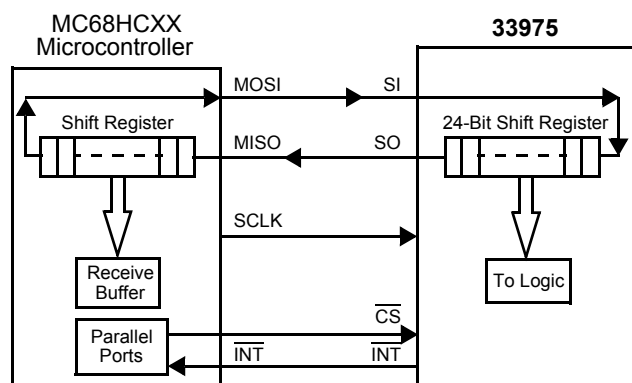 MC68HCXX
Microcontroller
33975
MOSI
SI
Shift Register
24-Bit Shift Register
MISO
SO
SCLK
Receive
Buffer
To Logic
CS
Parallel
Ports
INT
INT